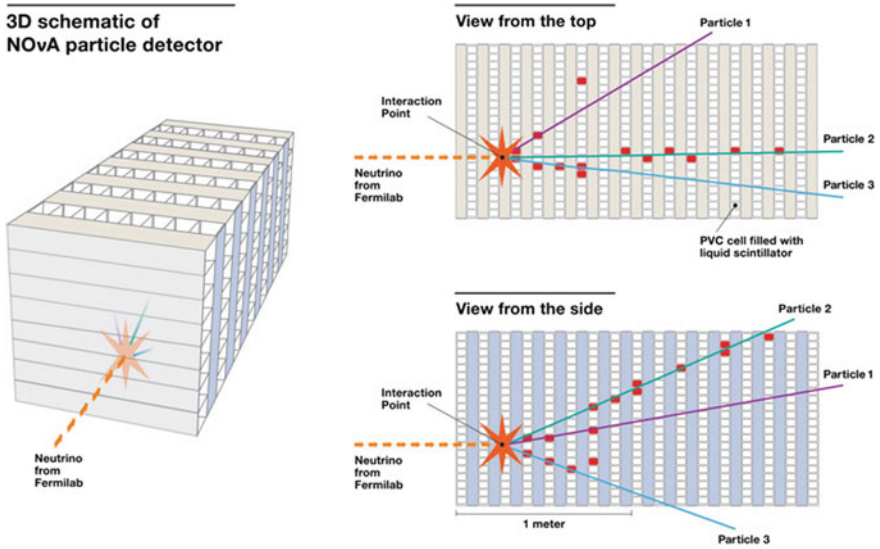 3D schematic of
NOνA particle detector
Neutrino
from
Fermilab
View from the top
Particle 1
Interaction
Point
Particle 2
Neutrino
from
Fermilab
Particle 3
PVC cell filled with
liquid scintillator
View from the side
Particle 2
Particle 1
Interaction
Point
Neutrino
from
Fermilab
1 meter
Particle 3